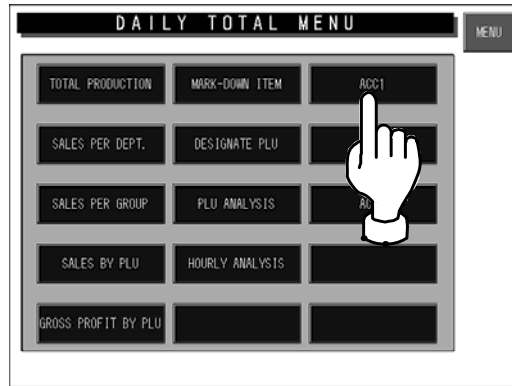 DAILY TOTAL MENU
MENU
TOTAL PRODUCTION MARK-DOWN ITEM ACC1
SALES PER DEPT. DESIGNATE PLU
SALES PER GROUP PLU ANALYSIS
SALES BY PLU HOURLY ANALYSIS
GROSS PROFIT BY PLU